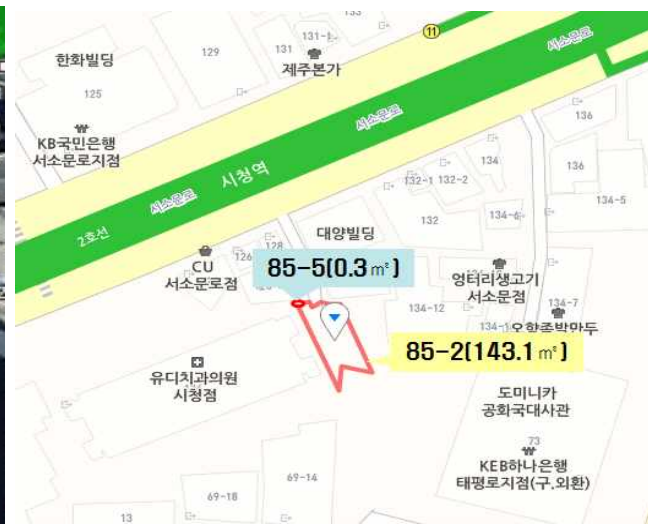 133
131-1
11
한화빌딩
129
131
제주본가
서소문로
125
136
KB국민은행
서소문로지점
서소문로
시청역
134
136
132-1
132-2
134-5
서소문로
2호선
132
134-6
대양빌딩
128
126
CU
서소문로점
85-5(0.3㎡)
엉터리생고기
서소문점
134-12
134-7
오향족발만두
85-2(143.1㎡)
유디치과의원
시청점
도미니카
공화국대사관
73
KEB하나은행
태평로지점(구.외환)
69-14
69-18
13